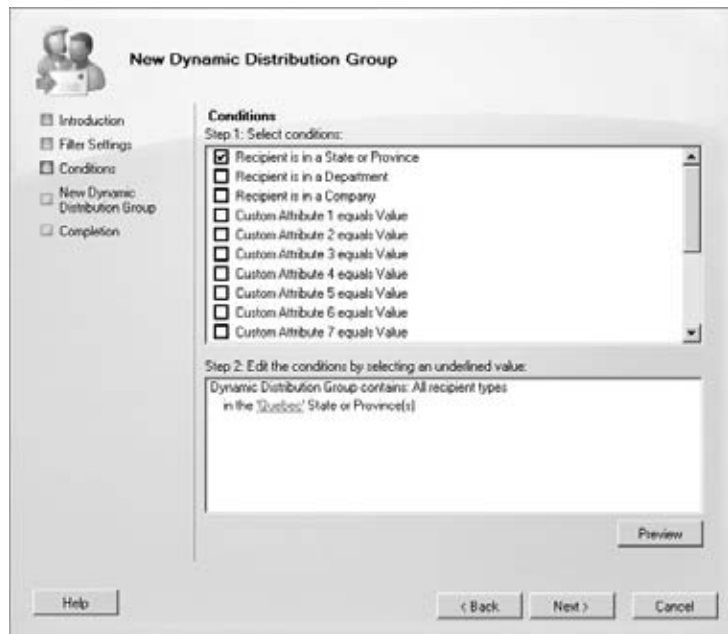 New Dynamic Distribution Group
Introduction
Filter Settings
Conditions
New Dynamic
Distribution Group
Completion
Conditions
Step 1: Select conditions:
Recipient is in a State or Province
Recipient is in a Department
Recipient is in a Company
Custom Attribute 1 equals Value
Custom Attribute 2 equals Value
Custom Attribute 3 equals Value
Custom Attribute 4 equals Value
Custom Attribute 5 equals Value
Custom Attribute 6 equals Value
Custom Attribute 7 equals Value
Step 2: Edit the conditions by selecting an underlined value:
Dynamic Distribution Group contains: All recipient types
in the 'Quebec' State or Province(s)
Preview
Help
< Back
Next >
Cancel